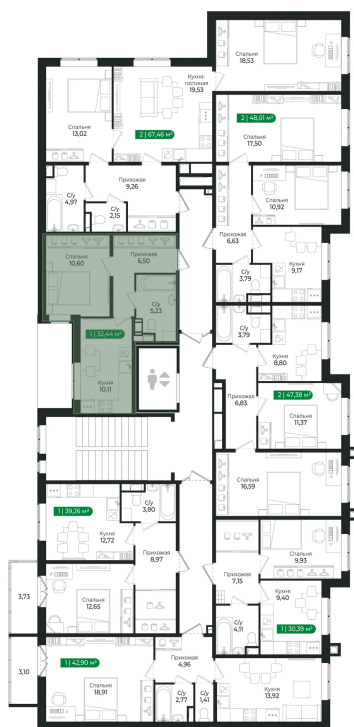 Спальня
18,53
Кухня-
гостиная
19,53
Спальня
13,02
2 | 67,46 м²
2 | 48,01 м²
Спальня
17,50
Прихожая
9,26
С/у
4,97
С/у
2,15
Спальня
10,92
Прихожая
6,63
Кухня
9,17
С/у
3,79
Спальня
10,60
Прихожая
6,50
С/у
5,23
1 | 32,44 м²
Кухня
10,11
С/у
3,79
Кухня
8,80
Прихожая
6,83
2 | 47,38 м²
Спальня
11,37
Спальня
16,59
1 | 39,26 м²
Кухня
12,72
С/у
3,80
Прихожая
8,97
Спальня
9,93
Прихожая
7,15
Кухня
9,40
3,73
Спальня
12,65
С/у
4,11
1 | 30,39 м²
3,10
1 | 42,90 м²
Спальня
18,91
Прихожая
4,96
С/у
2,77
С/у
1,41
Кухня
13,92